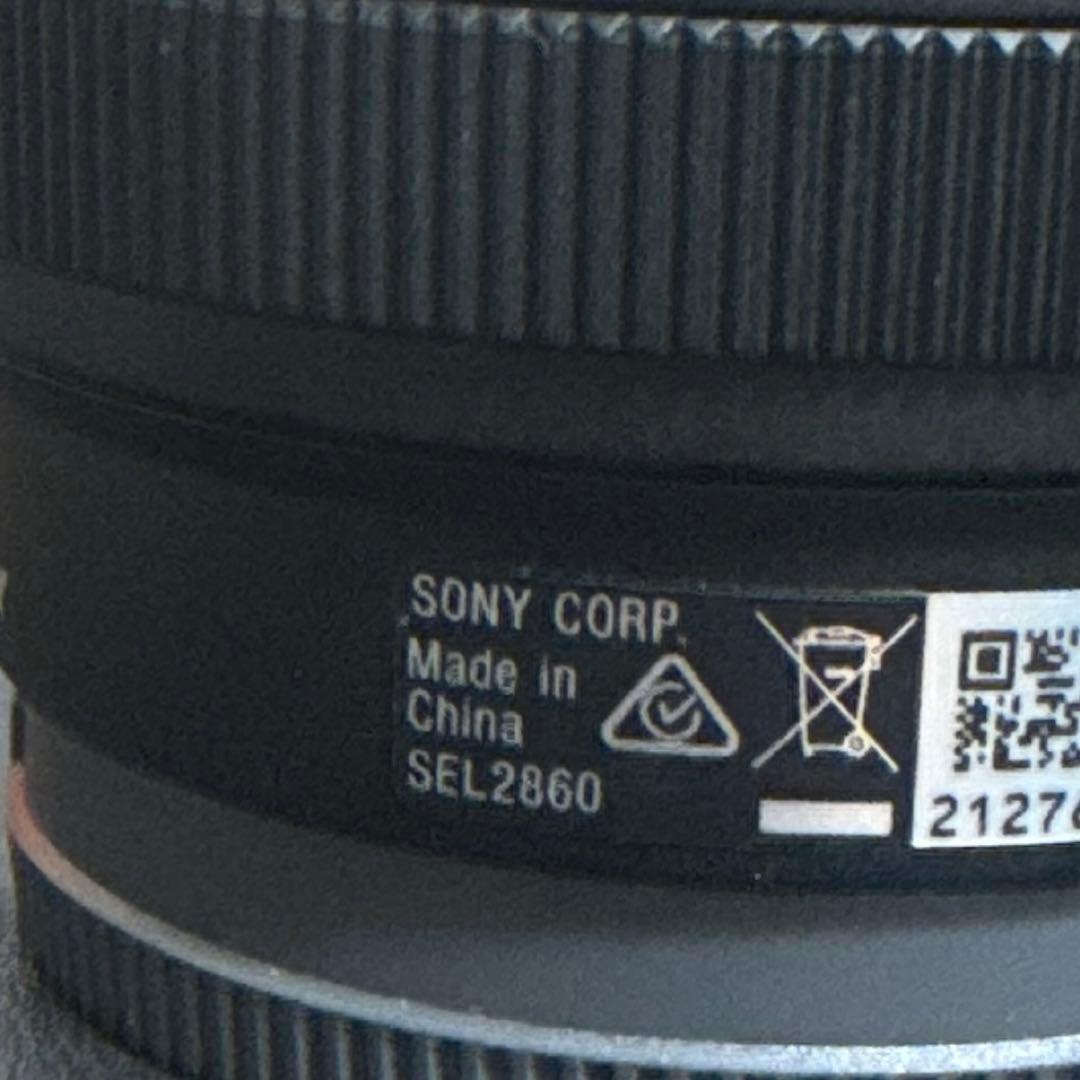 SONY CORP.
Made in
China
SEL2860
2127